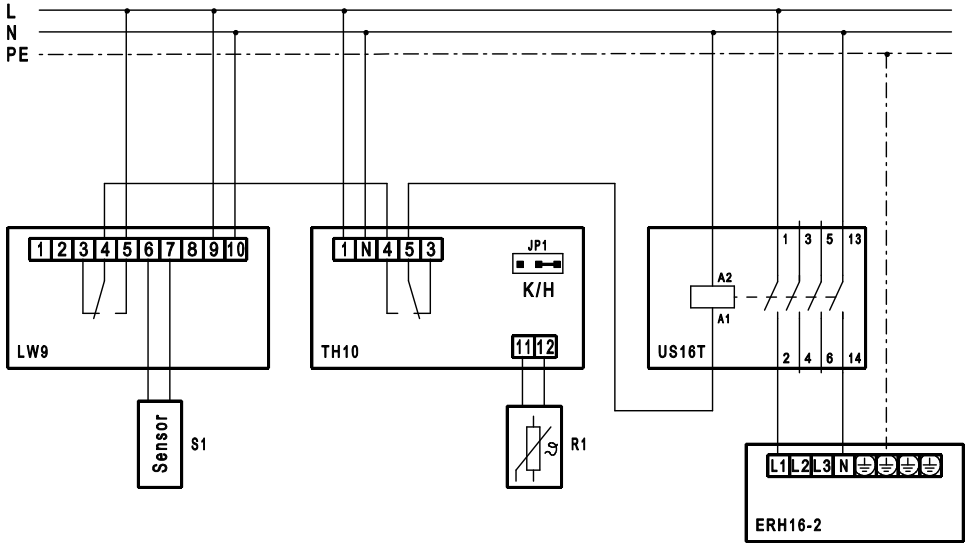 L
N
PE
1 2 3 4 5 6 7 8 9 10
LW9
Sensor
S1
1 N 4 5 3
JP1
K/H
11 12
TH10
ϑ
R1
1 3 5 13
A2
A1
US16T
2 4 6 14
L1 L2 L3 N
ERH16-2